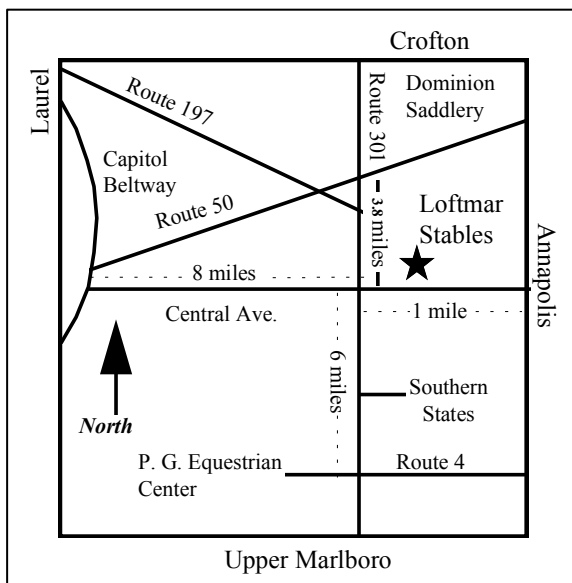 Crofton
Laurel
Route 197
Route 301
Dominion
Saddlery
Capitol
Beltway
Route 50
3.8 miles
Loftmar
Stables
Annapolis
8 miles
Central Ave.
1 mile
6 miles
North
Southern
States
P. G. Equestrian
Center
Route 4
Upper Marlboro